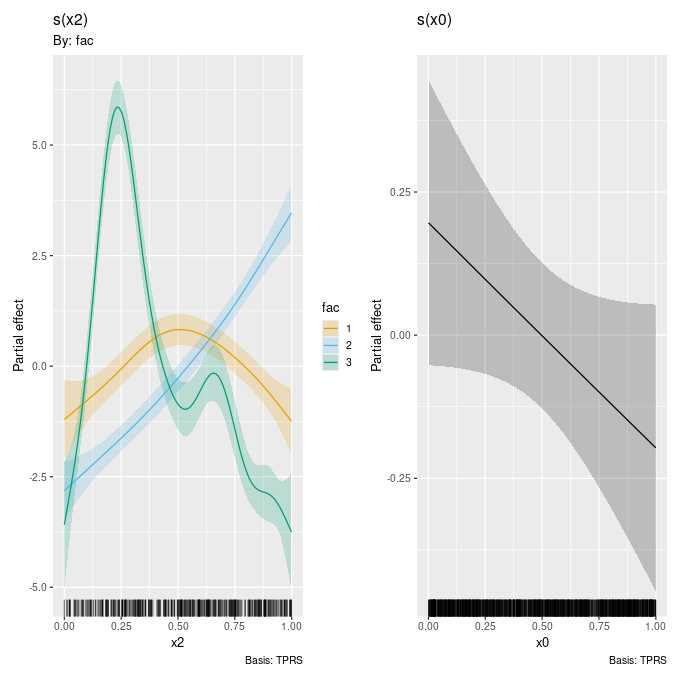 s(x2)
By: fac
Partial effect
5.0
2.5
0.0
-2.5
-5.0
0.00 0.25 0.50 0.75 1.00
x2
Basis: TPRS
fac
1
2
3
s(x0)
Partial effect
0.25
0.00
-0.25
0.00 0.25 0.50 0.75 1.00
x0
Basis: TPRS